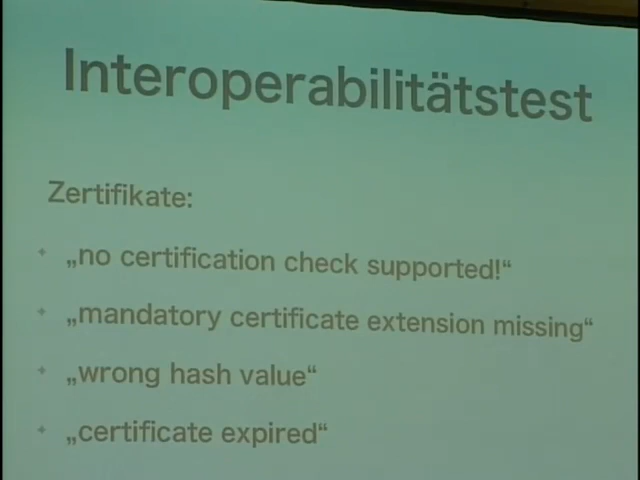 Interoperabilitätstest
Zertifikate:
„no certification check supported!“
„mandatory certificate extension missing“
„wrong hash value“
„certificate expired“